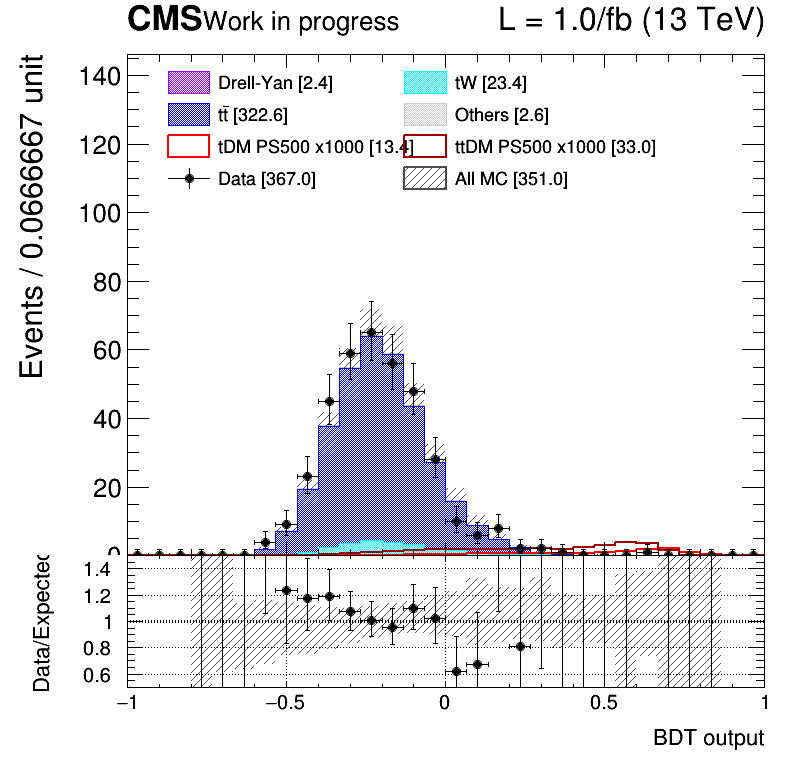 CMS Work in progress L = 1.0/fb (13 TeV)
Events / 0.0666667 unit
140
120
100
80
60
40
20
0
Drell-Yan [2.4] tW [23.4]
tt̄ [322.6] Others [2.6]
tDM PS500 x1000 [13.4] ttDM PS500 x1000 [33.0]
Data [367.0] All MC [351.0]
Data/Expected
1.4
1.2
1
0.8
0.6
−1 −0.5 0 0.5 1
BDT output